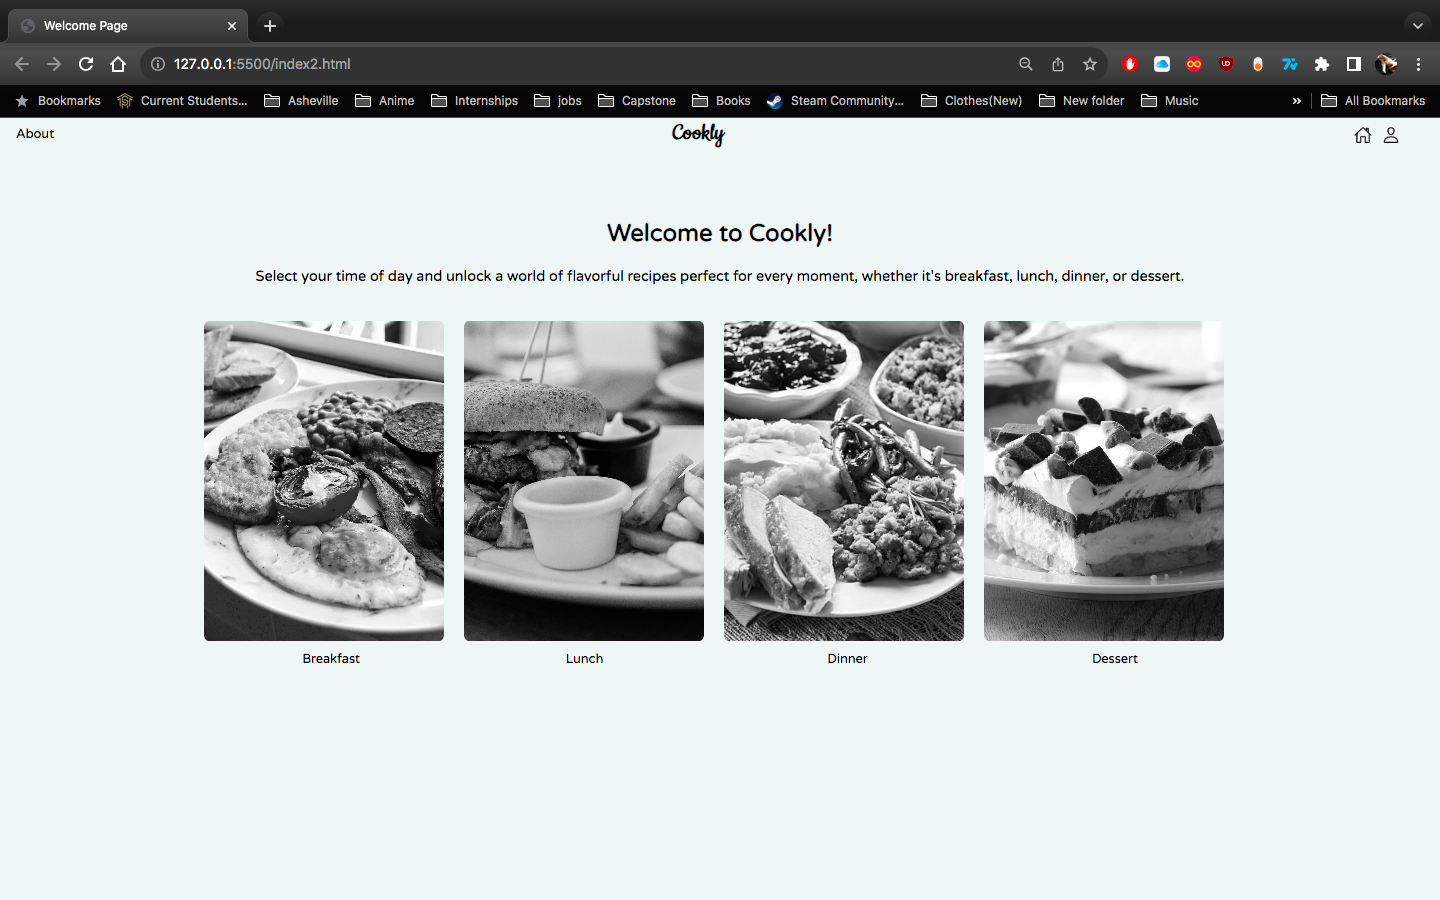 Welcome Page
127.0.0.1:5500/index2.html
Bookmarks Current Students... Asheville Anime Internships jobs Capstone Books Steam Community... Clothes(New) New folder Music » All Bookmarks
About Cookly
Welcome to Cookly!
Select your time of day and unlock a world of flavorful recipes perfect for every moment, whether it's breakfast, lunch, dinner, or dessert.
Breakfast Lunch Dinner Dessert